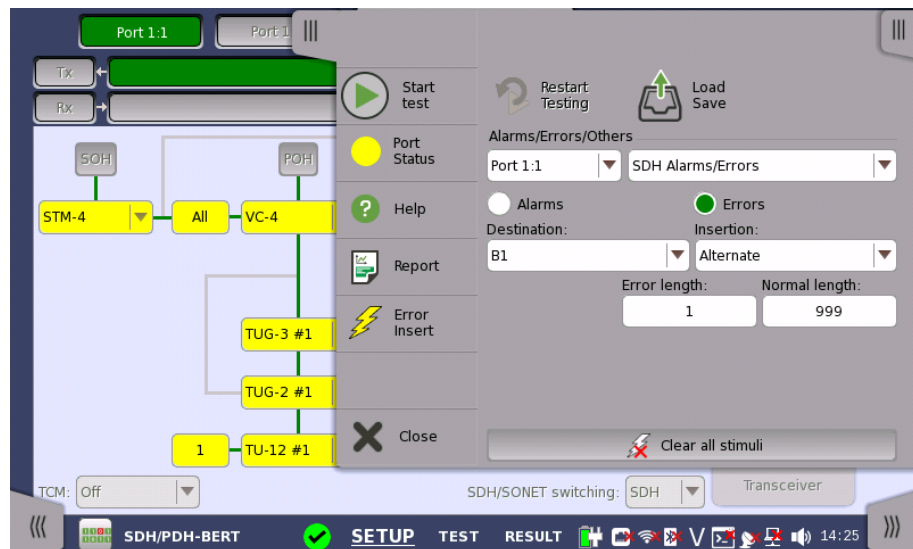 Port 1:1
Port 1
Tx
Rx
SOH
POH
STM-4
All
VC-4
TUG-3 #1
TUG-2 #1
1
TU-12 #1
TCM:
Off
SDH/SONET switching:
SDH
Transceiver
Start
test
Port
Status
Help
Report
Error
Insert
Close
Restart
Testing
Load
Save
Alarms/Errors/Others
Port 1:1
SDH Alarms/Errors
Alarms
Errors
Destination:
Insertion:
B1
Alternate
Error length:
Normal length:
1
999
Clear all stimuli
SDH/PDH-BERT
SETUP
TEST
RESULT
V
14:25